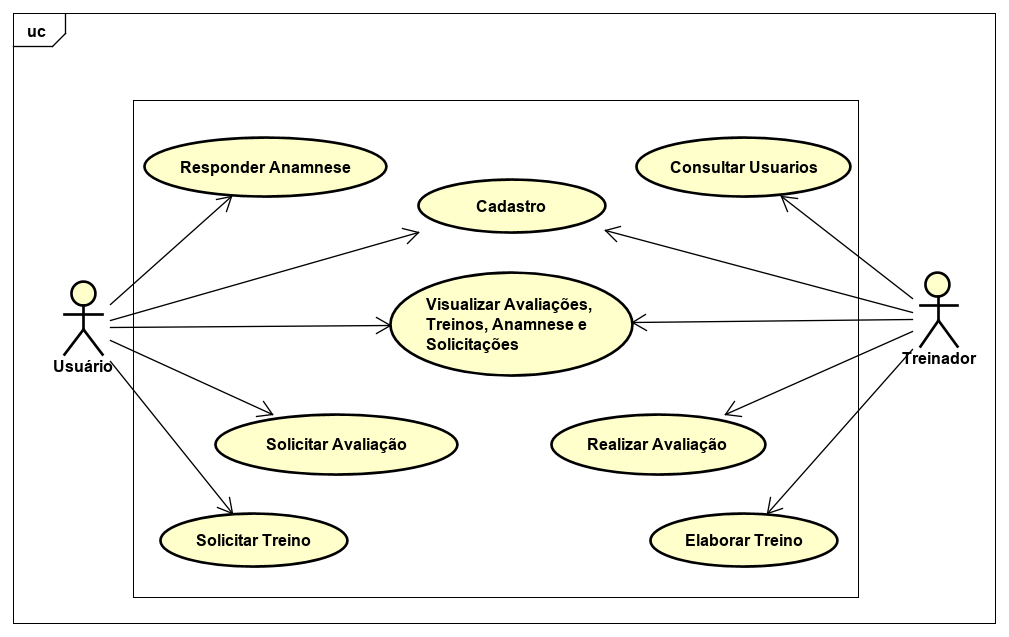 uc
Responder Anamnese
Consultar Usuarios
Cadastro
Visualizar Avaliações,
Treinos, Anamnese e
Solicitações
Usuário
Treinador
Solicitar Avaliação
Realizar Avaliação
Solicitar Treino
Elaborar Treino